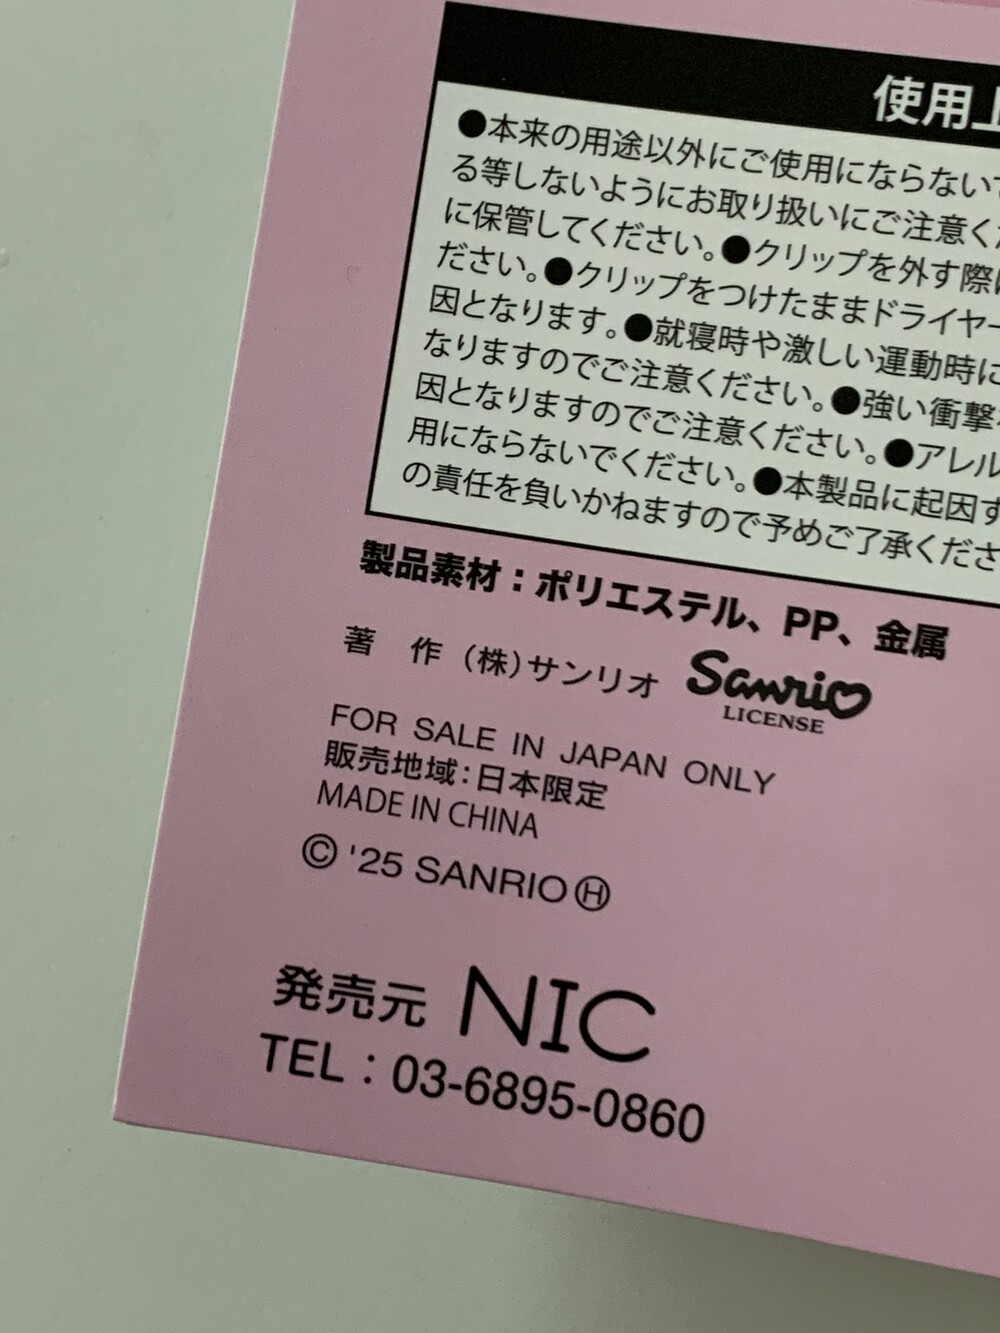 使用上
●本来の用途以外にご使用にならない
る等しないようにお取り扱いにご注意く
に保管してください。●クリップを外す際
ださい。●クリップをつけたままドライヤー
因となります。●就寝時や激しい運動時に
なりますのでご注意ください。●強い衝撃
因となりますのでご注意ください。●アレル
用にならないでください。●本製品に起因す
の責任を負いかねますので予めご了承くださ
製品素材：ポリエステル、PP、金属
著 作 (株)サンリオ Sanrio
LICENSE
FOR SALE IN JAPAN ONLY
販売地域:日本限定
MADE IN CHINA
© '25 SANRIO Ⓗ
発売元 NIC
TEL：03-6895-0860